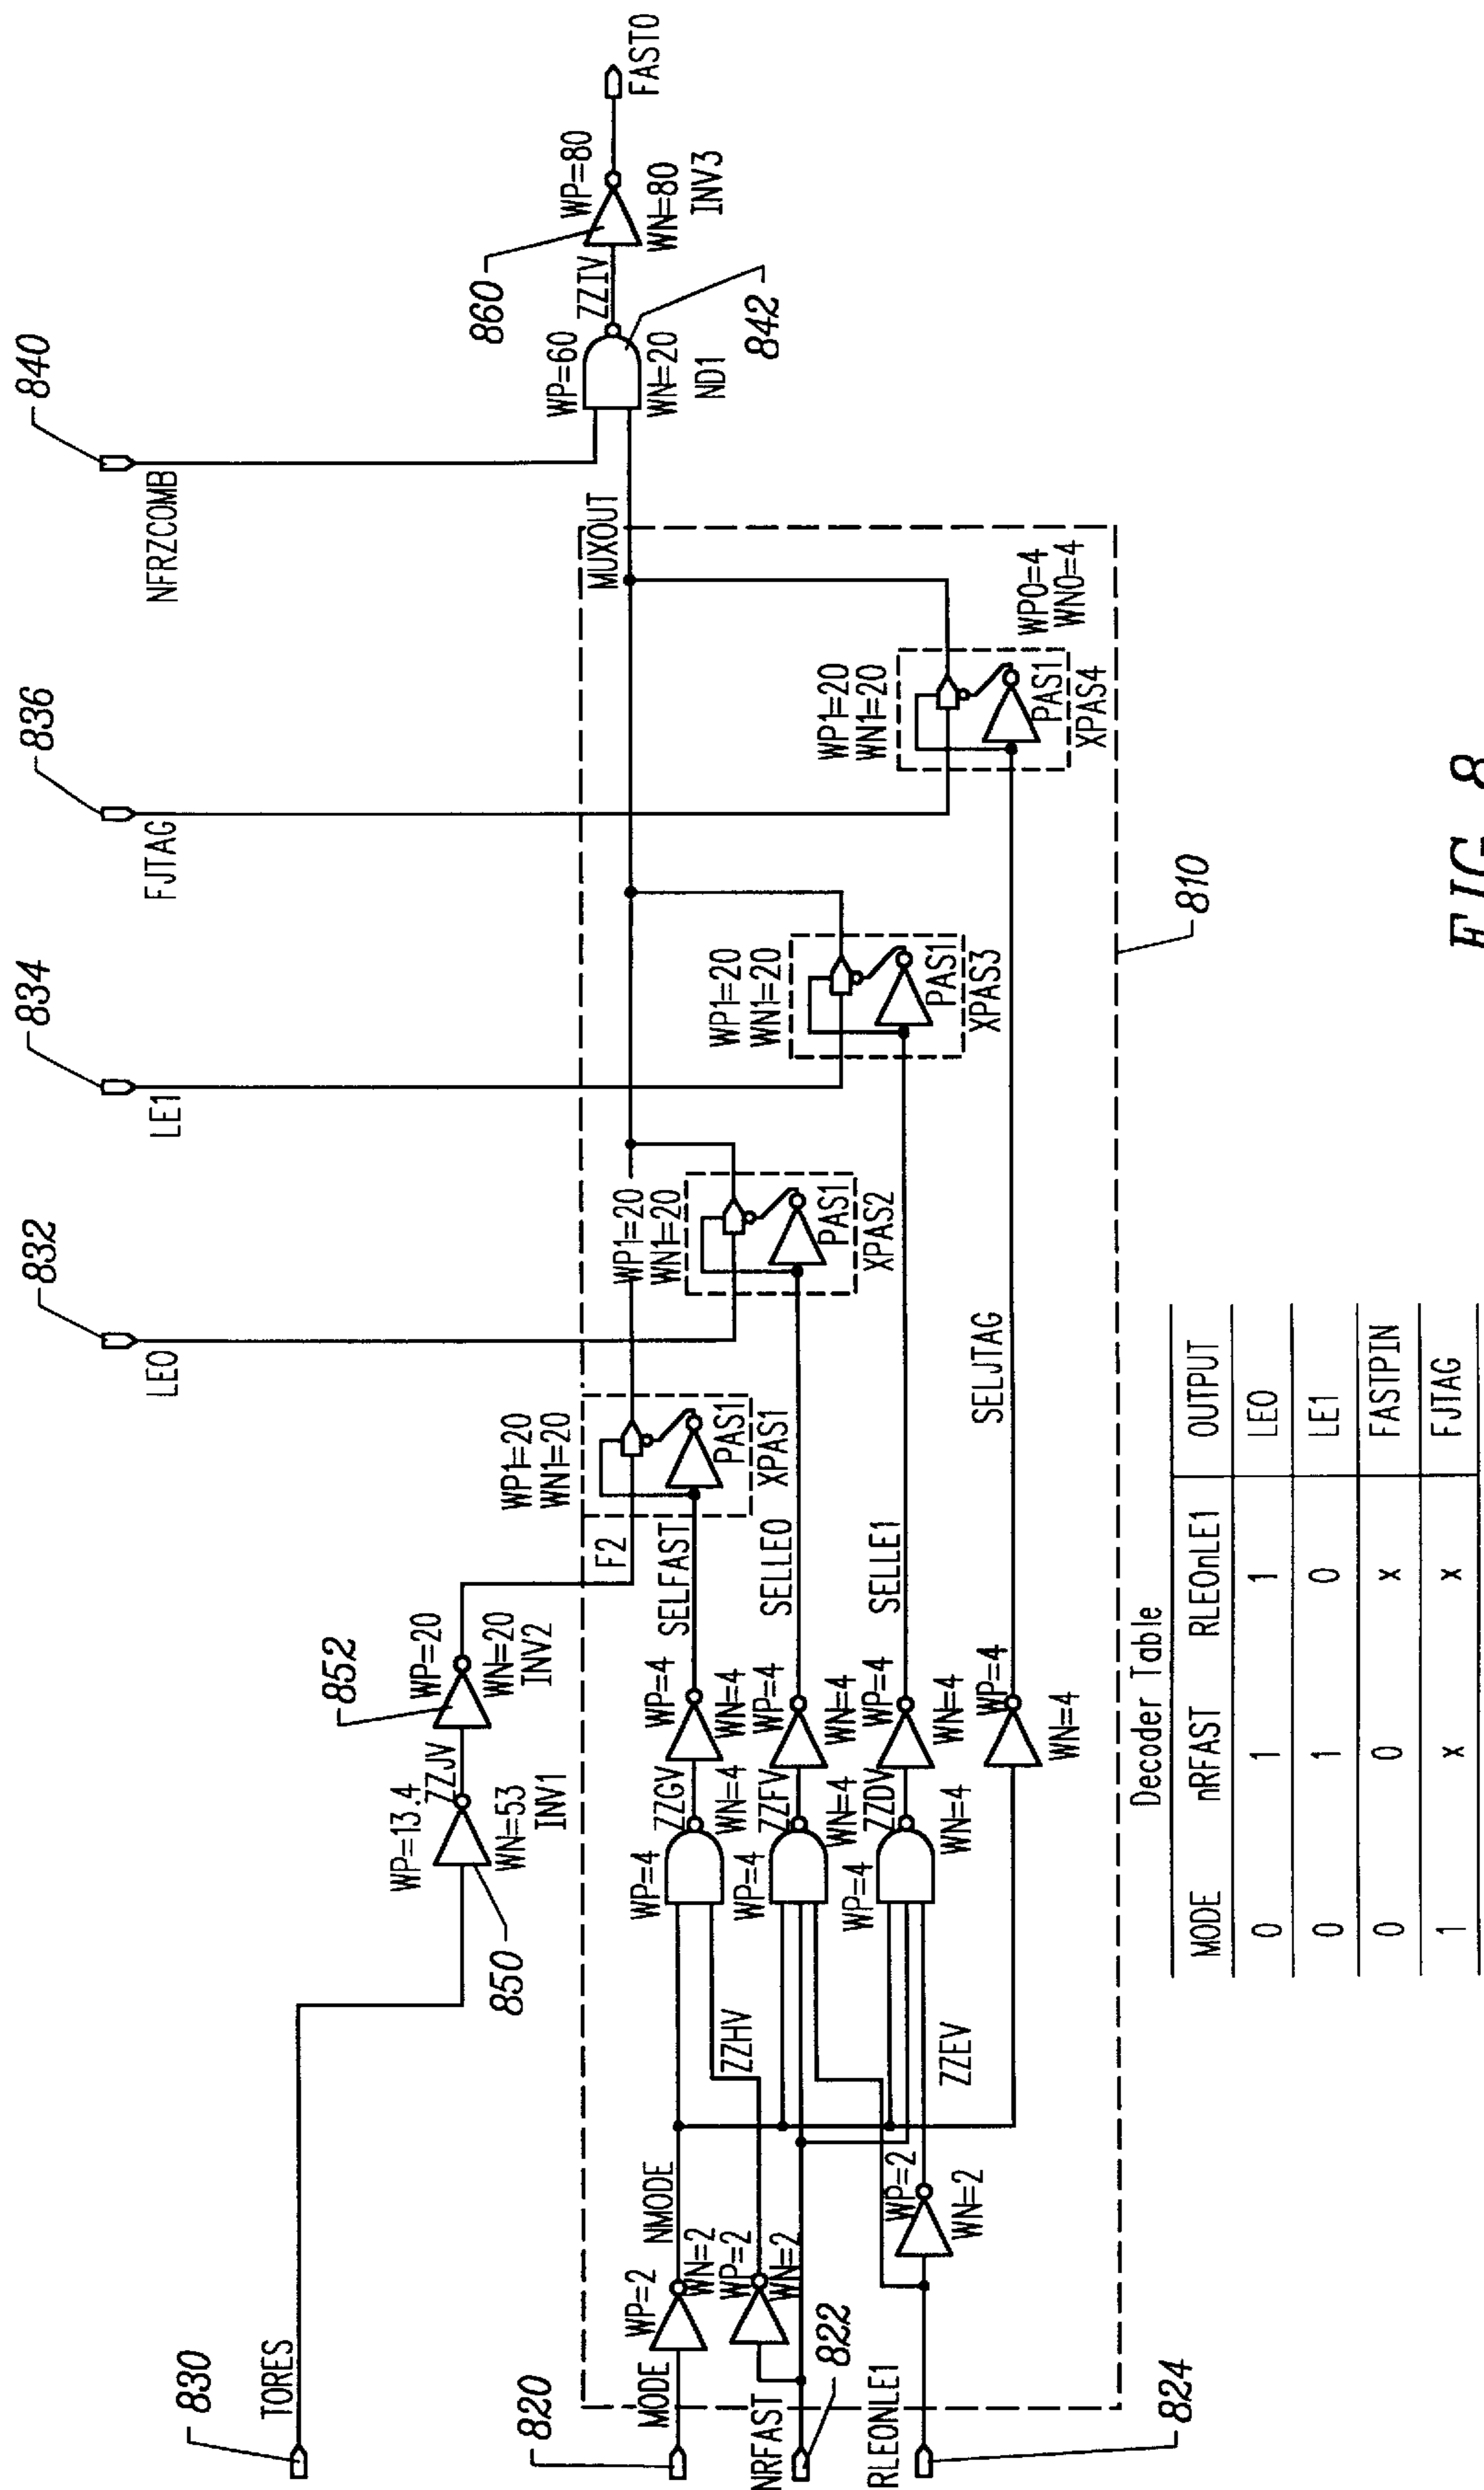 830
TORES
WP=13.4
ZZJV
WN=53
INV1
850
852
WP=20
WN=20
INV2
832
LE0
834
LE1
836
FJTAG
840
NFRZCOMB
820
MODE
WP=2
WN=2
NMODE
NRFAST
WP=2
WN=2
822
RLEONLE1
824
WP=2
WN=2
ZZHV
ZZEV
WP=4
ZZGV
WN=4
WP=4
ZZFV
WN=4
WP=4
ZZDV
WN=4
WP=4
WN=4
WP=4
WN=4
WP=4
WN=4
WP=4
WN=4
F2
SELFAST
SELLE0
SELLE1
SELJTAG
WP1=20
WN1=20
PAS1
XPAS1
WP1=20
WN1=20
PAS1
XPAS2
WP1=20
WN1=20
PAS1
XPAS3
WP1=20
WN1=20
PAS1
XPAS4
WP0=4
WN0=4
MUXOUT
810
WP=60
WN=20
ND1
842
ZZIV
860
WP=80
WN=80
INV3
FASTO
Decoder Table
MODE nRFAST RLEOnLE1 OUTPUT
0 1 1 LE0
0 1 0 LE1
0 0 x FASTPIN
1 x x FJTAG
FIG. 8